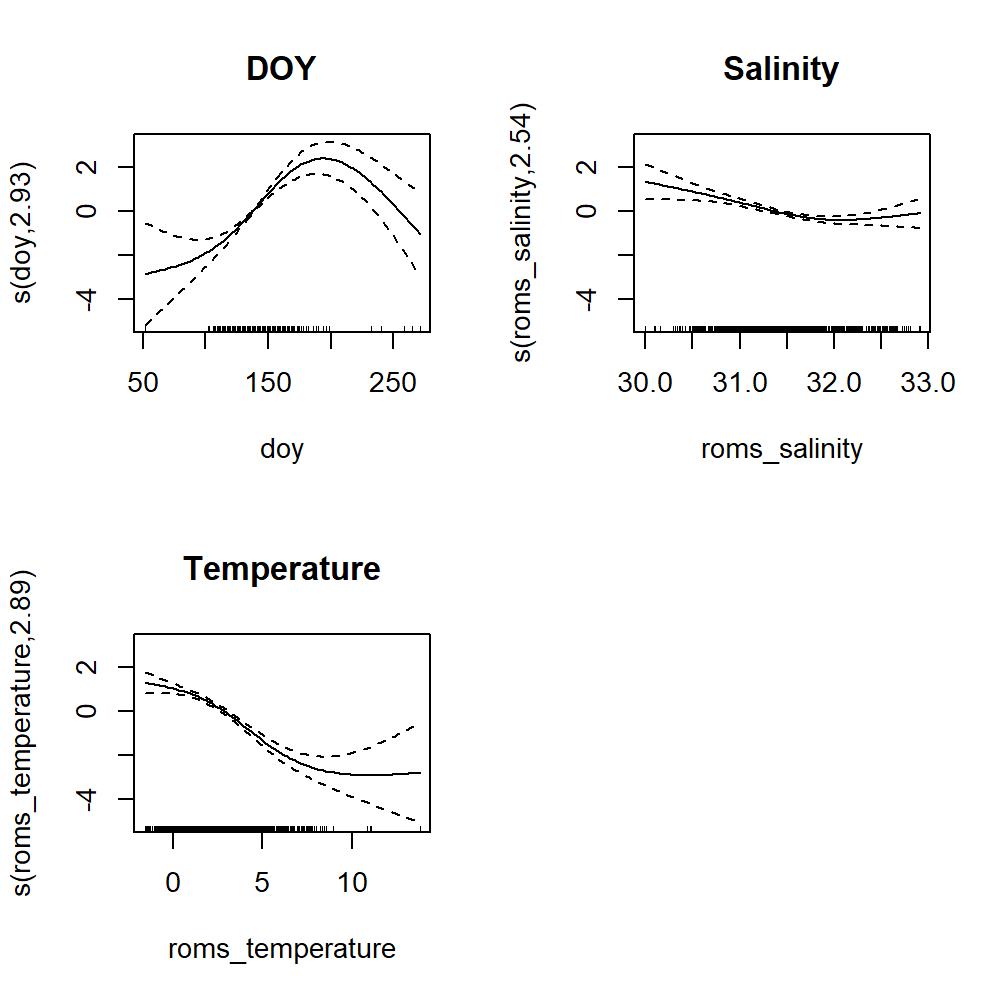 DOY
s(doy,2.93)
2
0
-4
50
150
250
doy
Salinity
s(roms_salinity,2.54)
2
0
-4
30.0
31.0
32.0
33.0
roms_salinity
Temperature
s(roms_temperature,2.89)
2
0
-4
0
5
10
roms_temperature